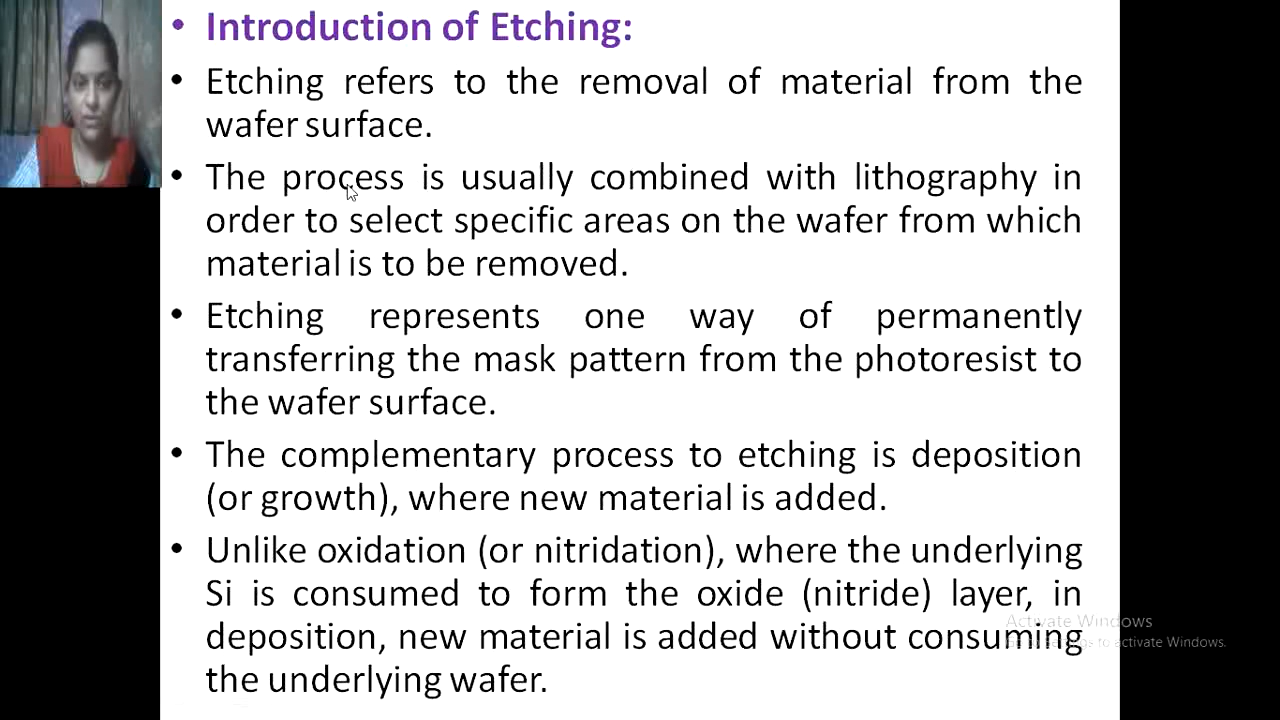 • Introduction of Etching:
• Etching refers to the removal of material from the
wafer surface.
• The process is usually combined with lithography in
order to select specific areas on the wafer from which
material is to be removed.
• Etching represents one way of permanently
transferring the mask pattern from the photoresist to
the wafer surface.
• The complementary process to etching is deposition
(or growth), where new material is added.
• Unlike oxidation (or nitridation), where the underlying
Si is consumed to form the oxide (nitride) layer, in
deposition, new material is added without consuming
the underlying wafer.
Activate Windows
to activate Windows.